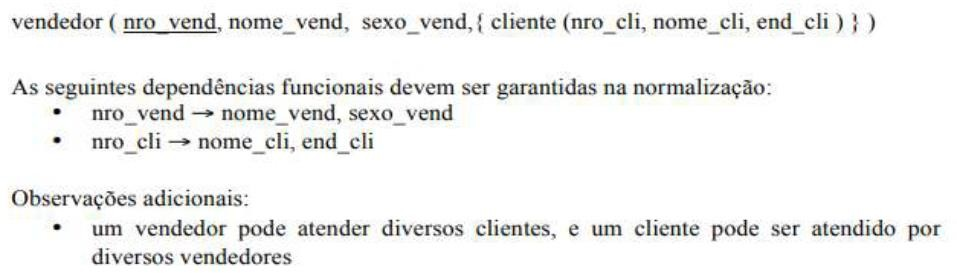 vendedor ( nro_vend, nome_vend, sexo_vend,{ cliente (nro_cli, nome_cli, end_cli ) } )
As seguintes dependências funcionais devem ser garantidas na normalização:
• nro_vend → nome_vend, sexo_vend
• nro_cli → nome_cli, end_cli
Observações adicionais:
• um vendedor pode atender diversos clientes, e um cliente pode ser atendido por
diversos vendedores